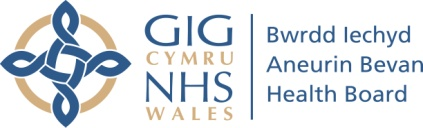 GIG
CYMRU
NHS
WALES
Bwrdd Iechyd
Aneurin Bevan
Health Board